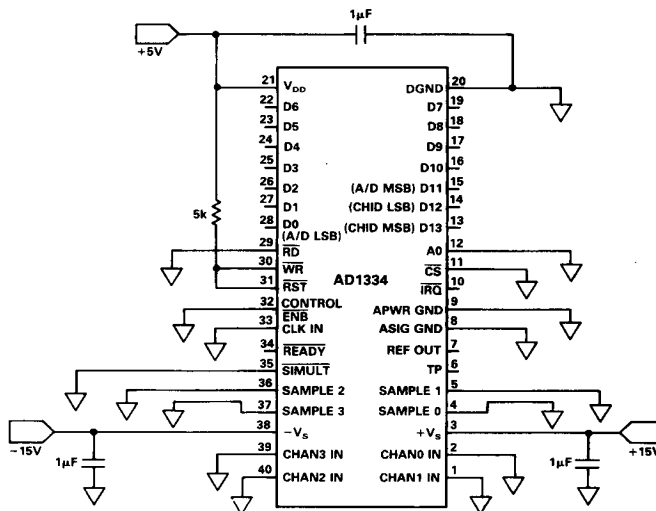 1µF
+5V
21 VDD DGND 20
22 D6 D7 19
23 D5 D8 18
24 D4 D9 17
25 D3 D10 16
26 D2 (A/D MSB) D11 15
27 D1 (CHID LSB) D12 14
5k
28 D0 (CHID MSB) D13 13
(A/D LSB)
29 RD A0 12
30 WR CS 11
31 RST AD1334 IRQ 10
32 CONTROL APWR GND 9
ENB
33 CLK IN ASIG GND 8
34 READY REF OUT 7
35 SIMULT TP 6
36 SAMPLE 2 SAMPLE 1 5
37 SAMPLE 3 SAMPLE 0 4
38 −VS +VS 3
−15V +15V
39 CHAN3 IN CHAN0 IN 2
1µF 1µF
40 CHAN2 IN CHAN1 IN 1